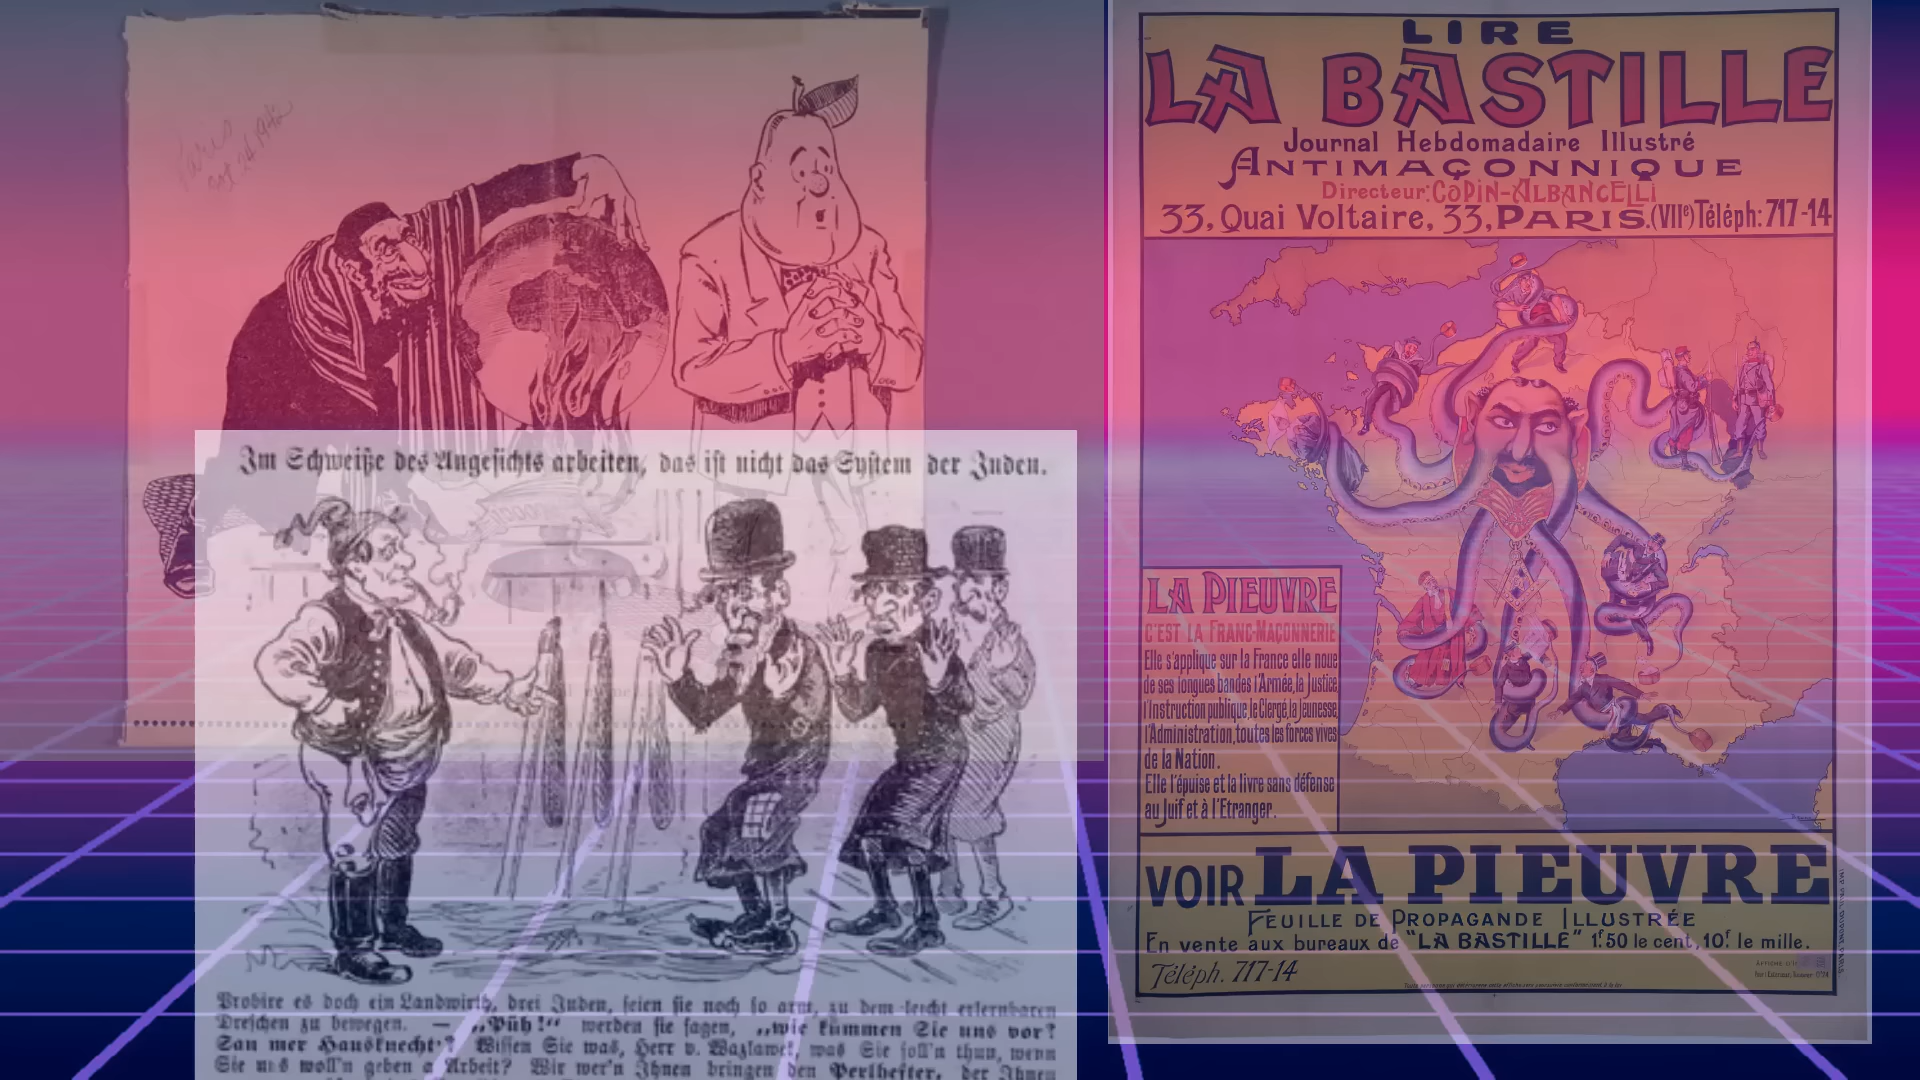 Paris
LIRE
LA BASTILLE
Journal Hebdomadaire Illustré
ANTIMAÇONNIQUE
Directeur: COPIN-ALBANCELLI
33, Quai Voltaire, 33, PARIS. (VIIe) Téléph: 717-14
LA PIEUVRE
C'EST LA FRANC-MAÇONNERIE
Elle s'applique sur la France elle noue
de ses longues bandes l'Armée, la Justice,
l'Instruction publique, le Clergé, la Jeunesse,
l'Administration, toutes les forces vives
de la Nation.
Elle l'épuise et la livre sans défense
au Juif et à l'Etranger.
VOIR LA PIEUVRE
FEUILLE DE PROPAGANDE ILLUSTRÉE
En vente aux bureaux de "LA BASTILLE" 1f.50 le cent, 10f. le mille.
Téléph. 717-14
Im Schweiße des Angesichts arbeiten, das ist nicht das System der Juden.
Probire es doch ein Landwirth, drei Juden, seien sie noch so arm, zu dem leicht erlernbaren
Dreschen zu bewegen. — „Püh!“ werden sie sagen, „wie kümmen Sie uns vor?
San mer Hausknecht? Wissen Sie was, Herr v. Wazlawek, was Sie soll'n thun, wenn
Sie uns woll'n geben a Arbeit? Wir wer'n Ihnen bringen den Perlhefter, der Ihnen